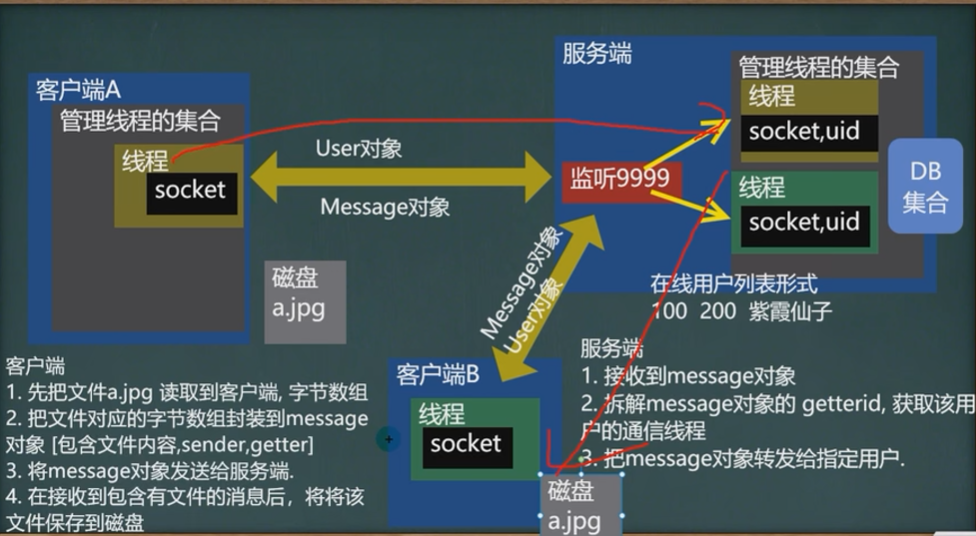 客户端A
管理线程的集合
线程
socket
磁盘
a.jpg
User对象
Message对象
服务端
监听9999
管理线程的集合
线程
socket,uid
线程
socket,uid
DB
集合
在线用户列表形式
100 200 紫霞仙子
Message对象
User对象
客户端B
线程
socket
磁盘
a.jpg
客户端
1. 先把文件a.jpg 读取到客户端, 字节数组
2. 把文件对应的字节数组封装到message
对象 [包含文件内容,sender,getter]
3. 将message对象发送给服务端.
4. 在接收到包含有文件的消息后，将将该
文件保存到磁盘
服务端
1. 接收到message对象
2. 拆解message对象的 getterid, 获取该用
户的通信线程
3. 把message对象转发给指定用户.